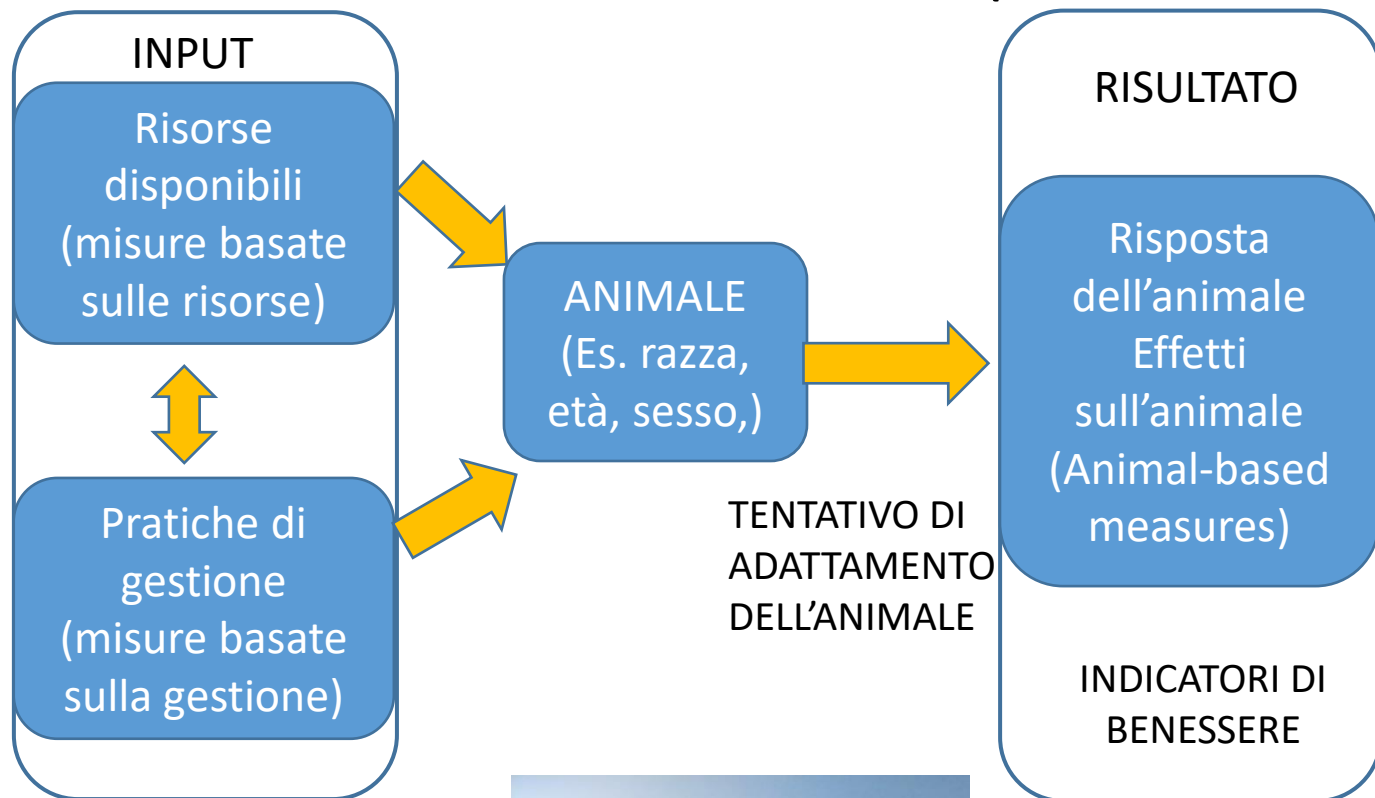 INPUT
Risorse
disponibili
(misure basate
sulle risorse)
Pratiche di
gestione
(misure basate
sulla gestione)
ANIMALE
(Es. razza,
età, sesso,)
TENTATIVO DI
ADATTAMENTO
DELL’ANIMALE
RISULTATO
Risposta
dell’animale
Effetti
sull’animale
(Animal-based
measures)
INDICATORI DI
BENESSERE